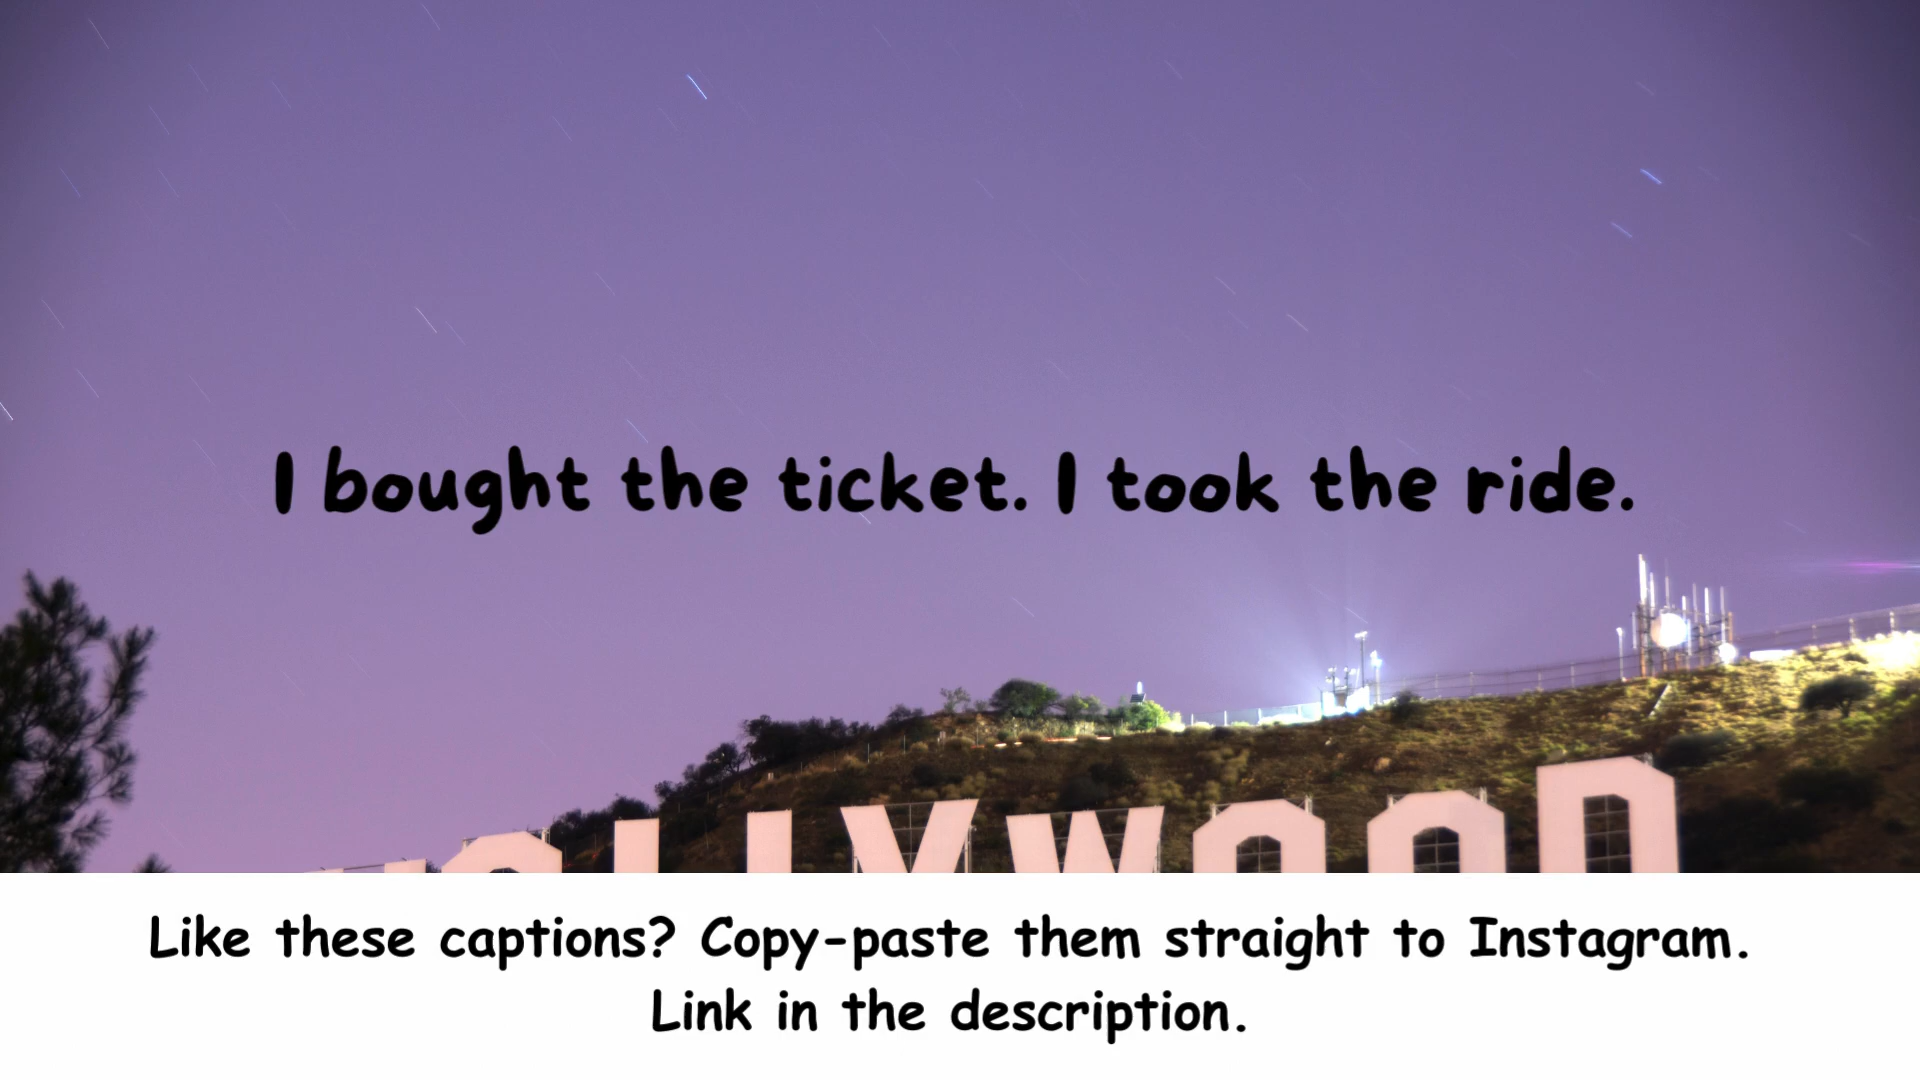 I bought the ticket. I took the ride.
HOLLYWOOD
Like these captions? Copy-paste them straight to Instagram.
Link in the description.